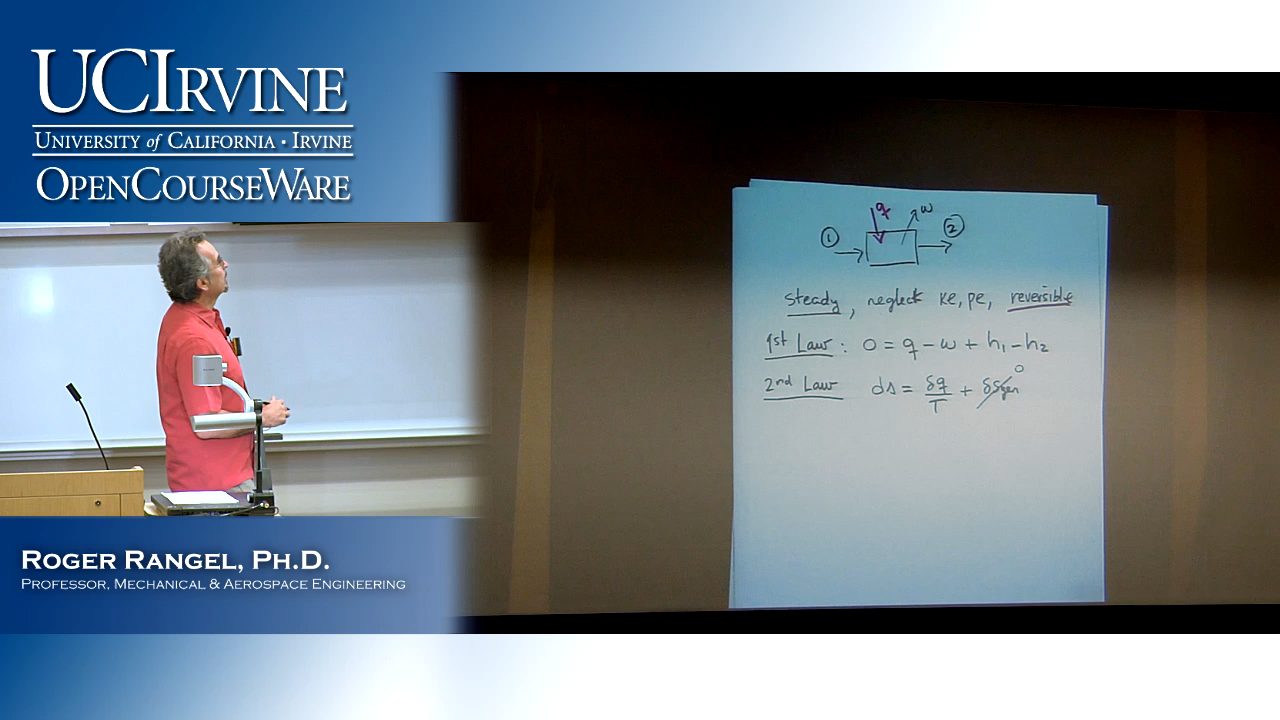 UCIRVINE
UNIVERSITY of CALIFORNIA • IRVINE
OPENCOURSEWARE
q w
① ②
steady, neglect ke, pe, reversible
1st Law : 0 = q - w + h₁ - h₂
2nd Law ds = δq/T + δsgen 0
ROGER RANGEL, PH.D.
PROFESSOR, MECHANICAL & AEROSPACE ENGINEERING